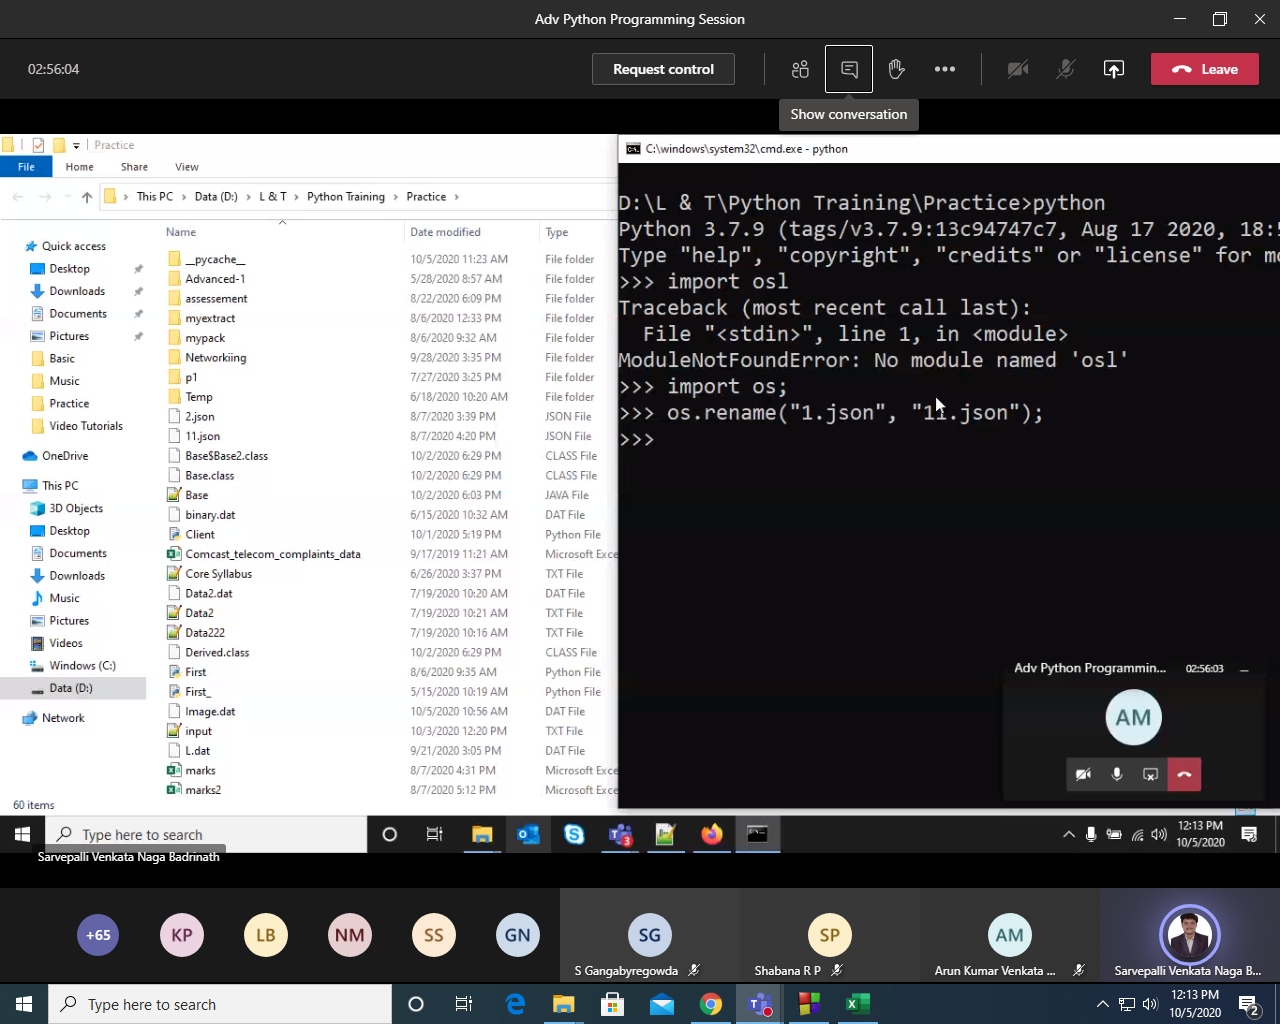 Adv Python Programming Session
02:56:04
Request control
Leave
Show conversation
Practice
File Home Share View
This PC Data (D:) L & T Python Training Practice
Name Date modified Type
Quick access
Desktop
Downloads
Documents
Pictures
Basic
Music
Practice
Video Tutorials
OneDrive
This PC
3D Objects
Desktop
Documents
Downloads
Music
Pictures
Videos
Windows (C:)
Data (D:)
Network
60 items
__pycache__ 10/5/2020 11:23 AM File folder
Advanced-1 5/28/2020 8:57 AM File folder
assessement 8/22/2020 6:09 PM File folder
myextract 8/6/2020 12:33 PM File folder
mypack 8/6/2020 9:32 AM File folder
Networkiing 9/28/2020 3:35 PM File folder
p1 7/27/2020 3:25 PM File folder
Temp 6/18/2020 10:20 AM File folder
2.json 8/7/2020 3:39 PM JSON File
11.json 8/7/2020 4:20 PM JSON File
Base$Base2.class 10/2/2020 6:29 PM CLASS File
Base.class 10/2/2020 6:29 PM CLASS File
Base 10/2/2020 6:03 PM JAVA File
binary.dat 6/15/2020 10:32 AM DAT File
Client 10/1/2020 5:19 PM Python File
Comcast_telecom_complaints_data 9/17/2019 11:21 AM Microsoft Exce
Core Syllabus 6/26/2020 3:37 PM TXT File
Data2.dat 7/19/2020 10:20 AM DAT File
Data2 7/19/2020 10:21 AM TXT File
Data222 7/19/2020 10:16 AM TXT File
Derived.class 10/2/2020 6:29 PM CLASS File
First 8/6/2020 9:35 AM Python File
First_ 5/15/2020 10:19 AM Python File
Image.dat 10/5/2020 10:56 AM DAT File
input 10/3/2020 12:20 PM TXT File
L.dat 9/21/2020 3:05 PM DAT File
marks 8/7/2020 4:31 PM Microsoft Exce
marks2 8/7/2020 5:12 PM Microsoft Exce
C:\windows\system32\cmd.exe - python
D:\L & T\Python Training\Practice>python
Python 3.7.9 (tags/v3.7.9:13c94747c7, Aug 17 2020, 18:
Type "help", "copyright", "credits" or "license" for mo
>>> import osl
Traceback (most recent call last):
  File "<stdin>", line 1, in <module>
ModuleNotFoundError: No module named 'osl'
>>> import os;
>>> os.rename("1.json", "11.json");
>>>
Adv Python Programmin... 02:56:03
AM
Type here to search
3
12:13 PM
10/5/2020
Sarvepalli Venkata Naga Badrinath
+65 KP LB NM SS GN SG SP AM
S Gangabyregowda Shabana R P Arun Kumar Venkata ... Sarvepalli Venkata Naga B...
Type here to search
12:13 PM
10/5/2020
2